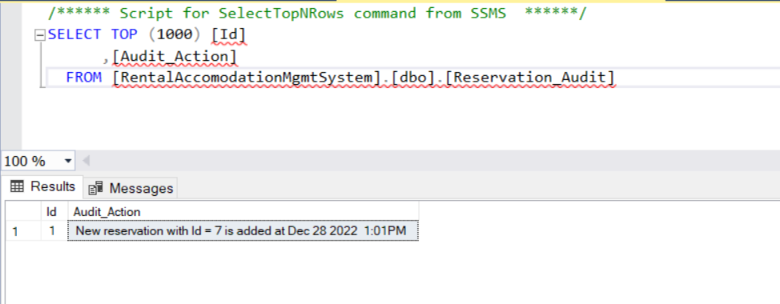 /****** Script for SelectTopNRows command from SSMS  ******/
SELECT TOP (1000) [Id]
,[Audit_Action]
FROM [RentalAccomodationMgmtSystem].[dbo].[Reservation_Audit]
100 %
Results Messages
Id Audit_Action
1 1 New reservation with Id = 7 is added at Dec 28 2022  1:01PM